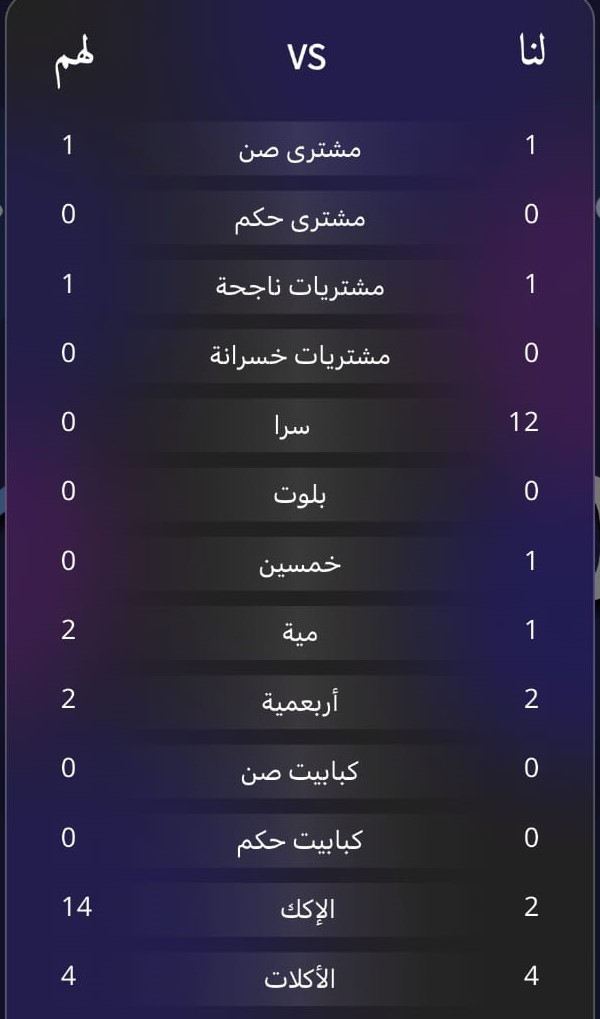 لنا VS لهم
1 مشترى صن 1
0 مشترى حكم 0
1 مشتريات ناجحة 1
0 مشتريات خسرانة 0
12 سرا 0
0 بلوت 0
1 خمسين 0
1 مية 2
2 أربعمية 2
0 كبابيت صن 0
0 كبابيت حكم 0
2 الإكك 14
4 الأكلات 4